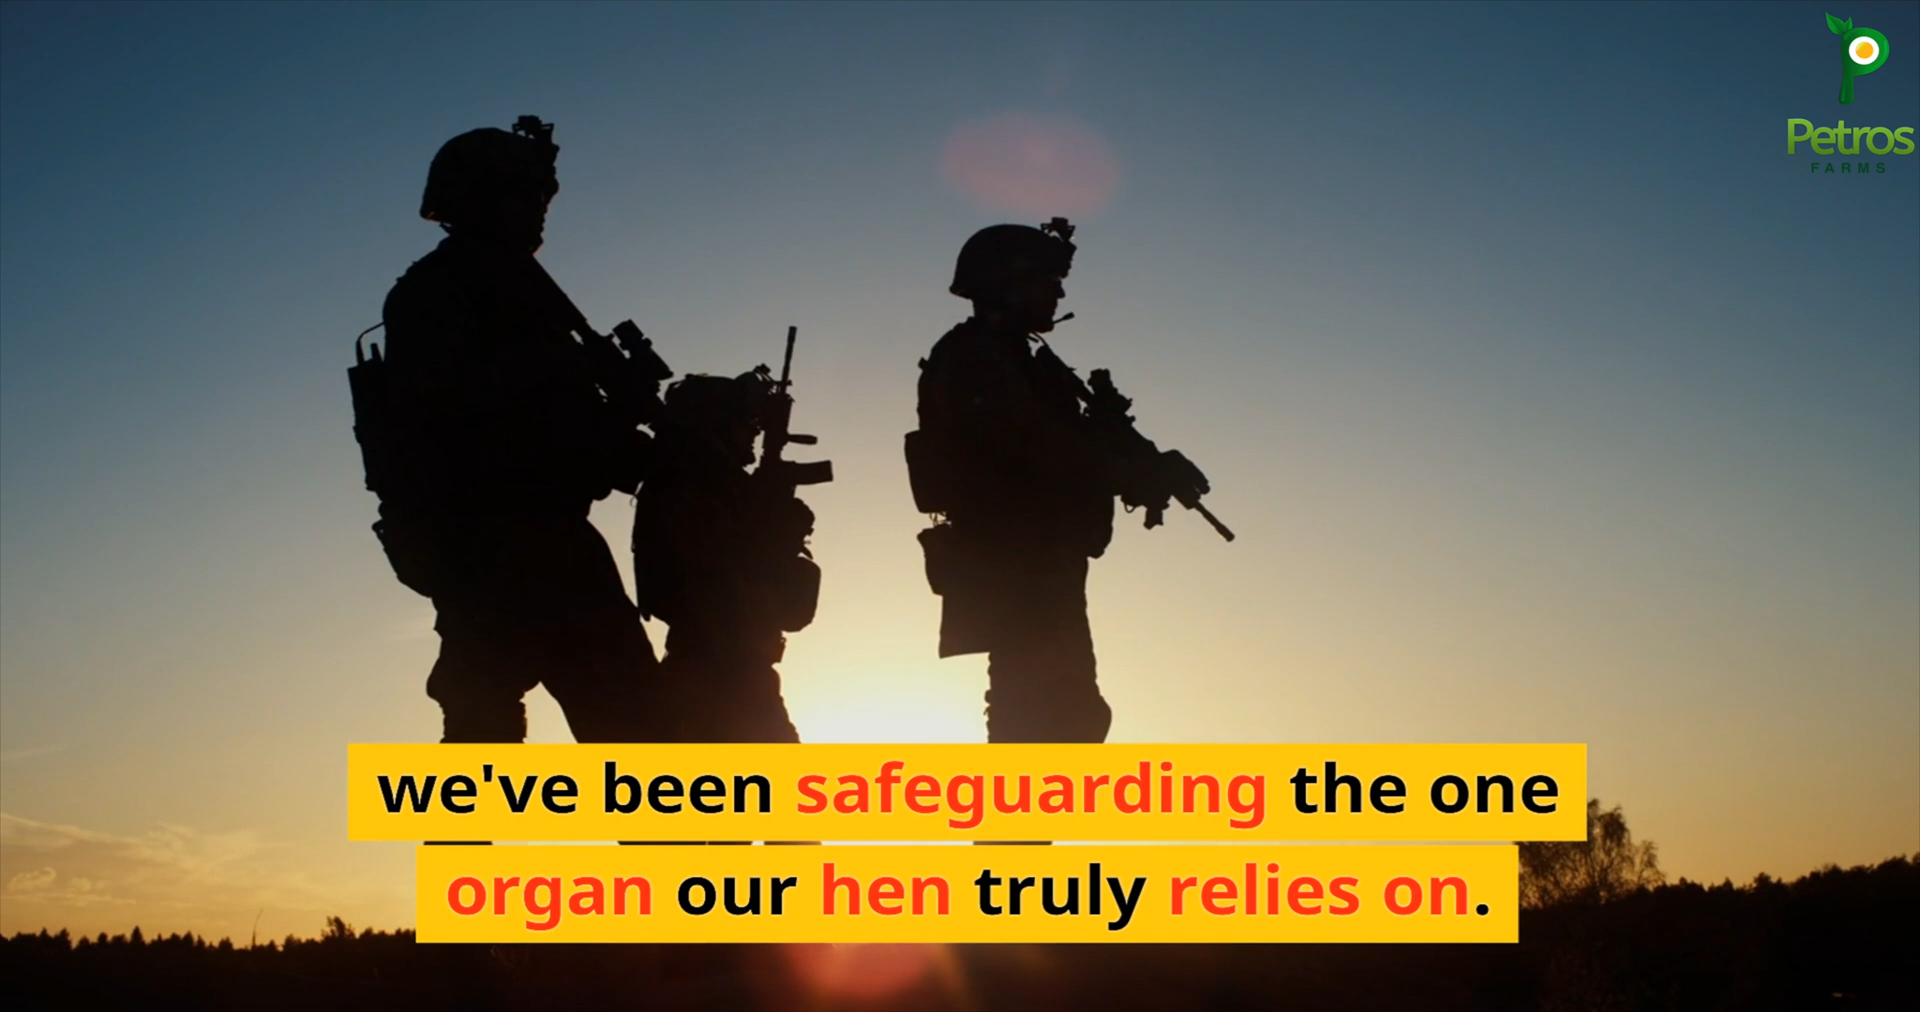 Petros
FARMS
we've been safeguarding the one
organ our hen truly relies on.